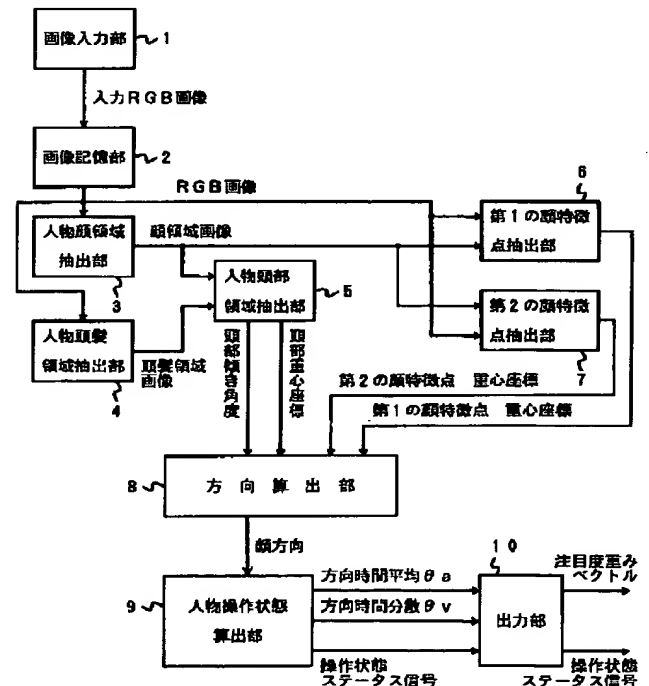 画像入力部
1
入力RGB画像
画像記憶部
2
RGB画像
6
人物顔領域
抽出部
3
顔領域画像
第1の顔特徴
点抽出部
人物頭部
領域抽出部
5
第2の顔特徴
点抽出部
7
人物頭髪
領域抽出部
4
頭髪領域
画像
頭部傾き角度
頭部重心座標
第2の顔特徴点 重心座標
第1の顔特徴点 重心座標
8
方向算出部
顔方向
10
9
人物操作状態
算出部
方向時間平均θa
方向時間分散θv
操作状態
ステータス信号
出力部
注目度重み
ベクトル
操作状態
ステータス信号